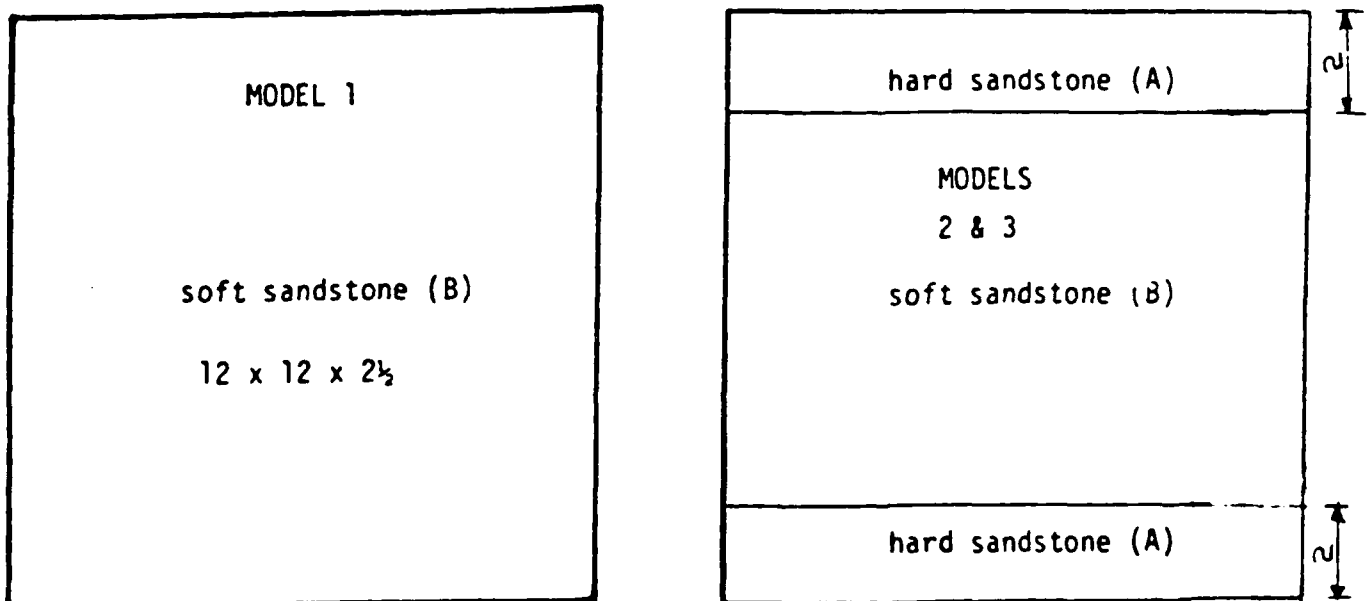 MODEL 1
soft sandstone (B)
12 x 12 x 2½
hard sandstone (A)
2
MODELS
2 & 3
soft sandstone (B)
hard sandstone (A)
2